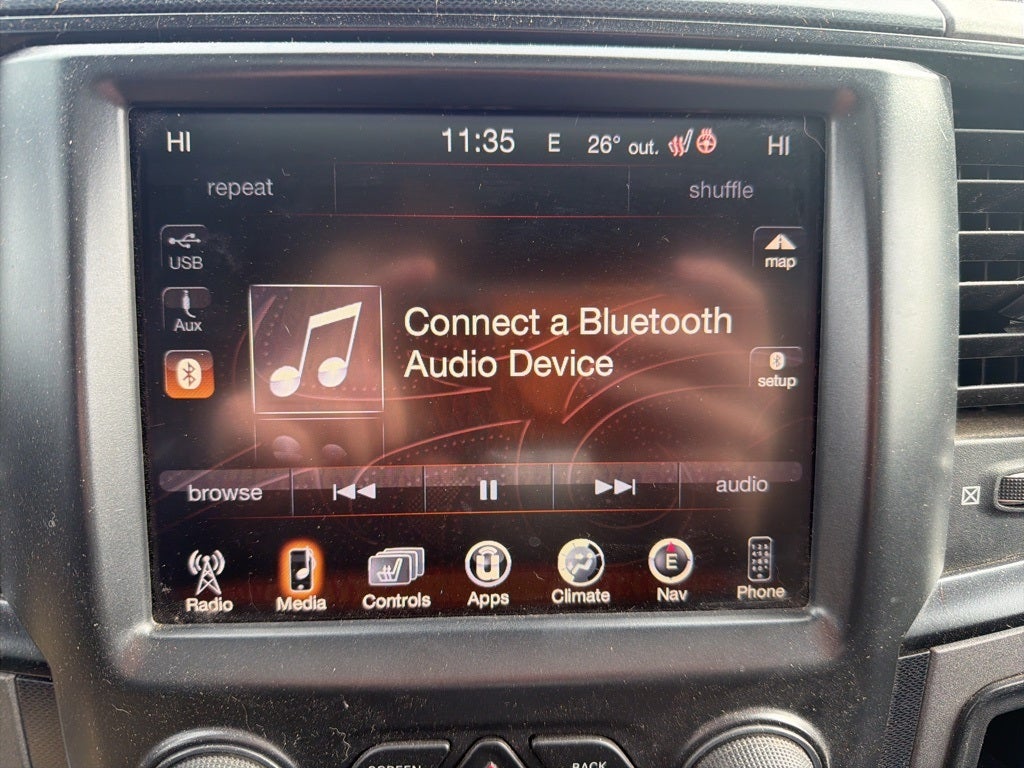 HI 11:35 E 26° out. HI
repeat shuffle
USB
map
Aux
Connect a Bluetooth
Audio Device
setup
browse audio
Radio Media Controls Apps Climate E Nav Phone
SCREEN BACK